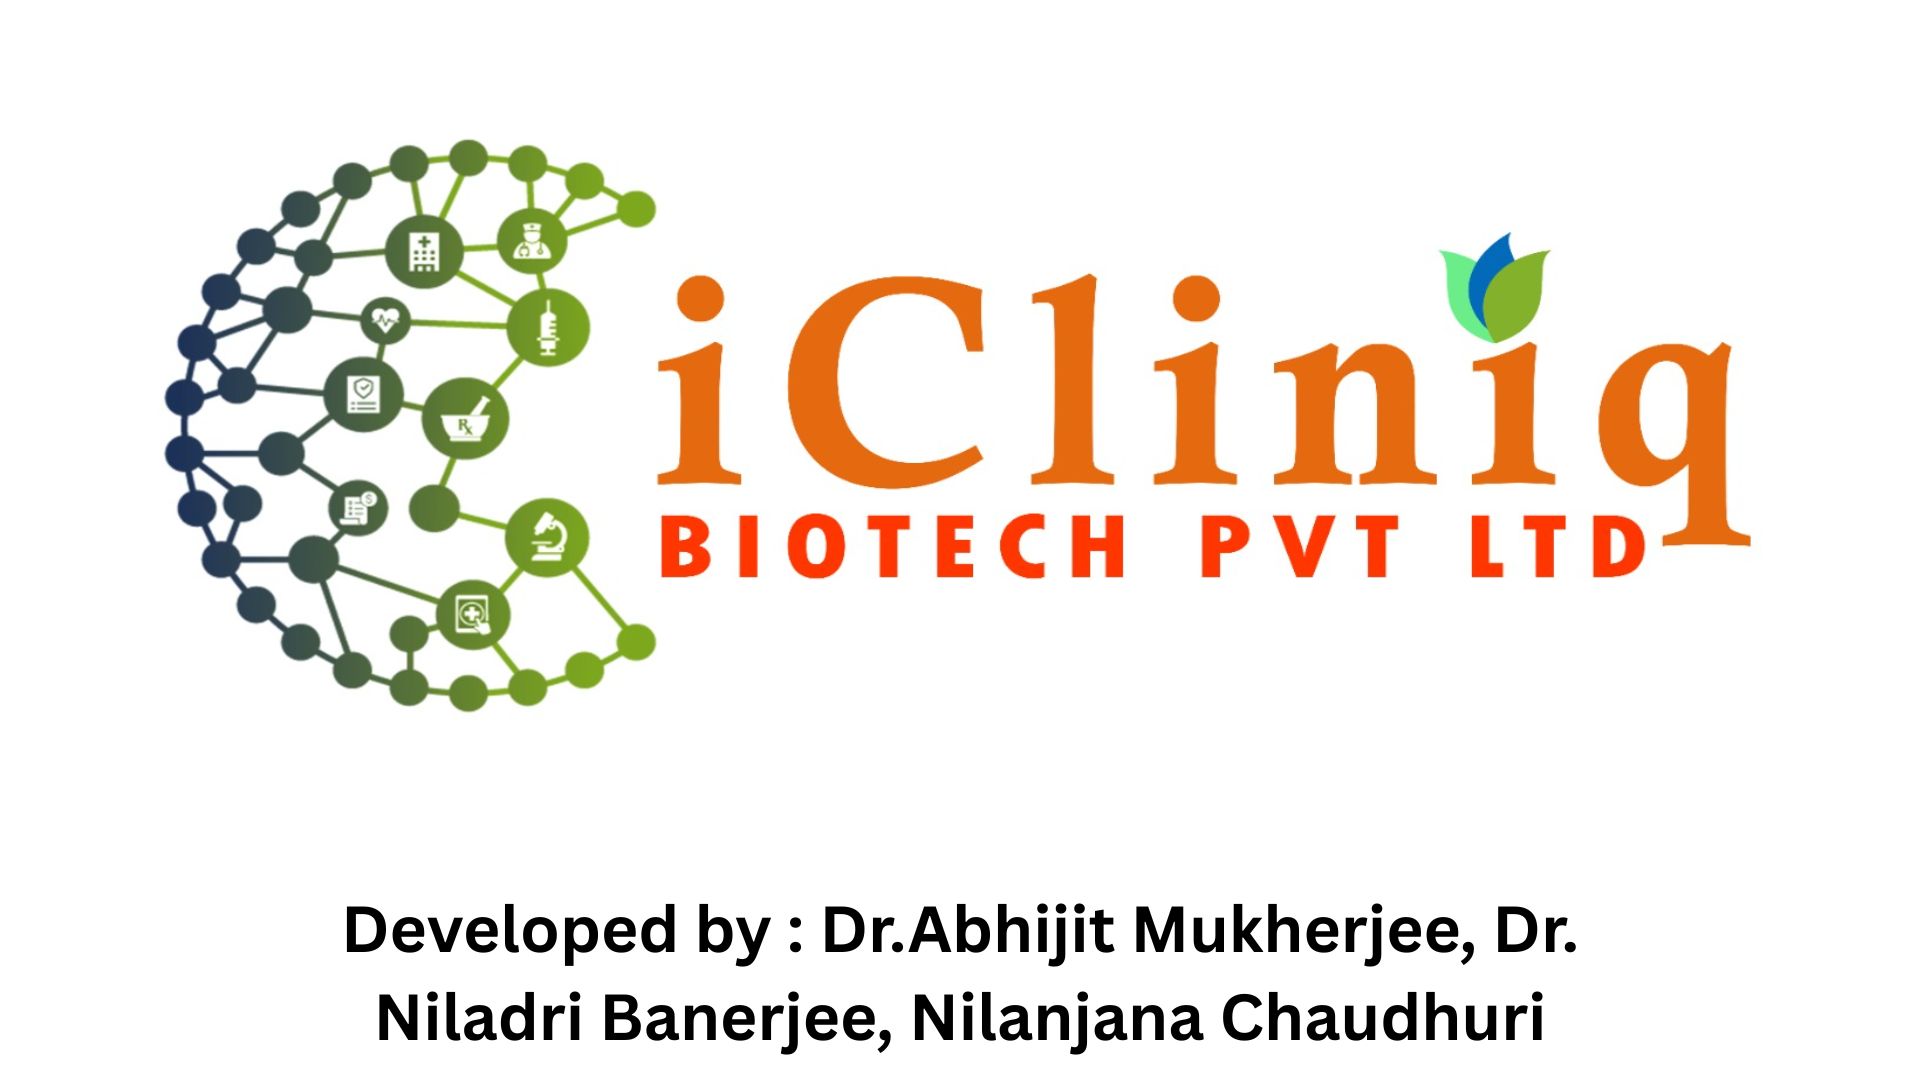 iCliniq
BIOTECH PVT LTD
Developed by : Dr.Abhijit Mukherjee, Dr.
Niladri Banerjee, Nilanjana Chaudhuri